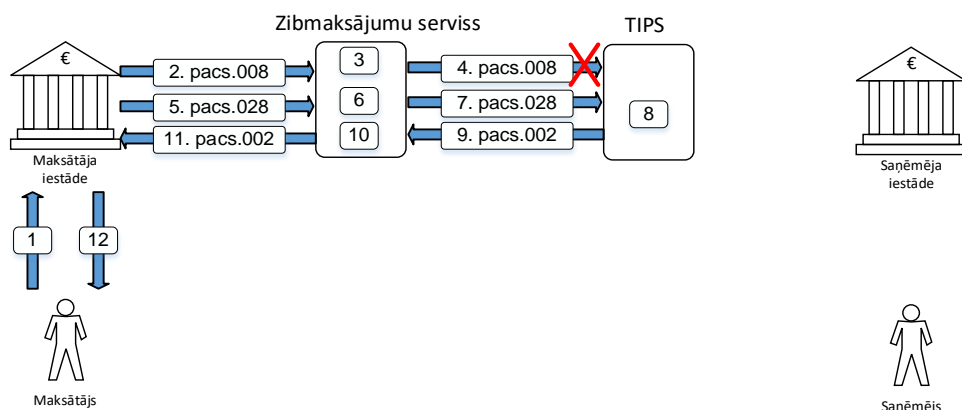 Zibmaksājumu serviss
TIPS
€
2. pacs.008
3
4. pacs.008
€
5. pacs.028
6
7. pacs.028
8
11. pacs.002
10
9. pacs.002
Maksātāja
iestāde
Saņēmēja
iestāde
1
12
Maksātājs
Saņēmējs